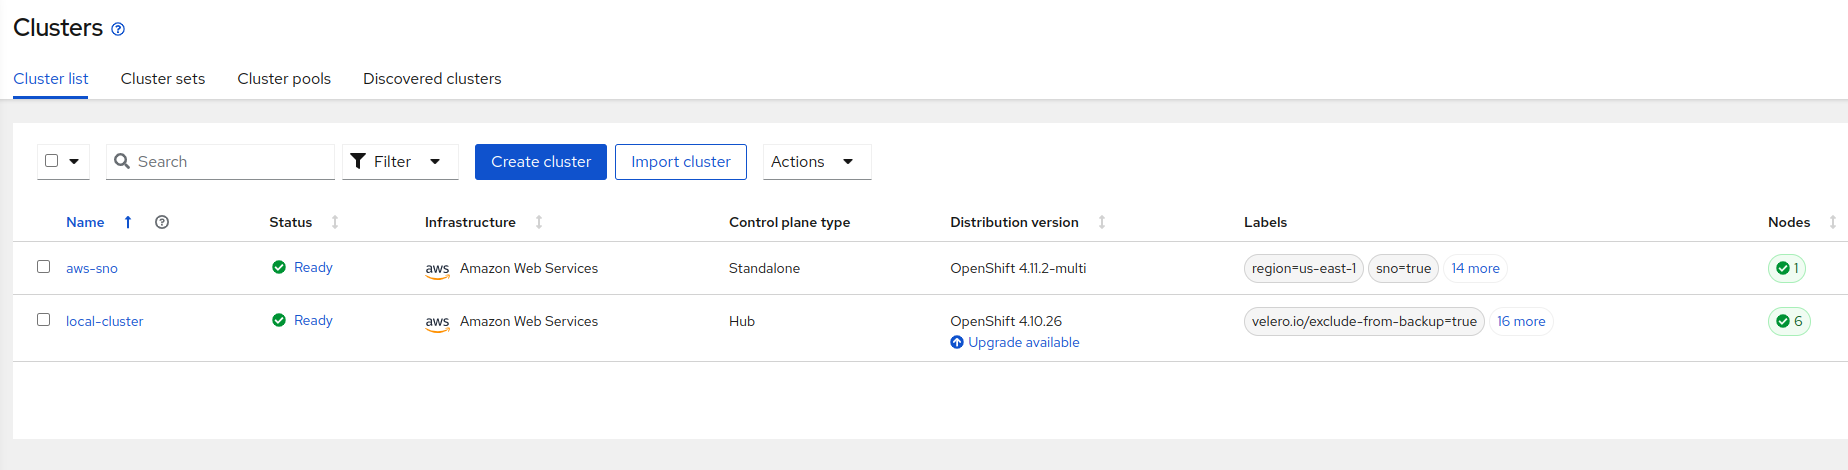 Clusters
Cluster list Cluster sets Cluster pools Discovered clusters
Search Filter Create cluster Import cluster Actions
Name Status Infrastructure Control plane type Distribution version Labels Nodes
aws-sno Ready aws Amazon Web Services Standalone OpenShift 4.11.2-multi region=us-east-1 sno=true 14 more 1
local-cluster Ready aws Amazon Web Services Hub OpenShift 4.10.26 velero.io/exclude-from-backup=true 16 more 6
Upgrade available